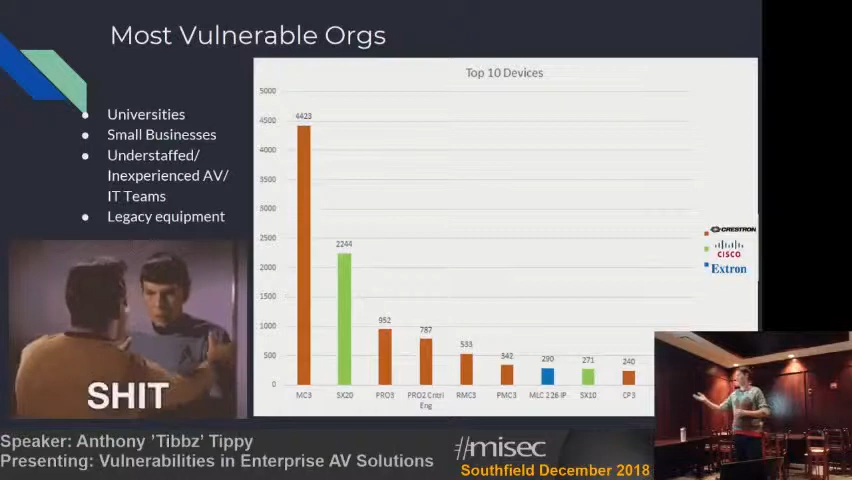 Most Vulnerable Orgs
Universities
Small Businesses
Understaffed/
Inexperienced AV/
IT Teams
Legacy equipment
Top 10 Devices
5000
4500
4000
3500
3000
2500
2000
1500
1000
500
0
4423
2244
952
787
533
342
290
271
240
MC3
SX20
PRO3
PRO2 Cntrl
Eng
RMC3
PMC3
MLC 226 IP
SX10
CP3
CRESTRON
CISCO
Extron
SHIT
Speaker: Anthony 'Tibbz' Tippy
Presenting: Vulnerabilities in Enterprise AV Solutions
#misec
Southfield December 2018